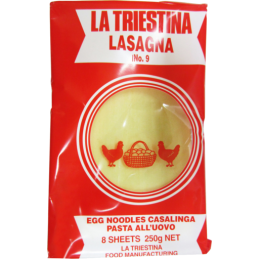 LA TRIESTINA
LASAGNA
No. 9
EGG NOODLES CASALINGA
PASTA ALL'UOVO
8 SHEETS 250g NET
LA TRIESTINA
FOOD MANUFACTURING